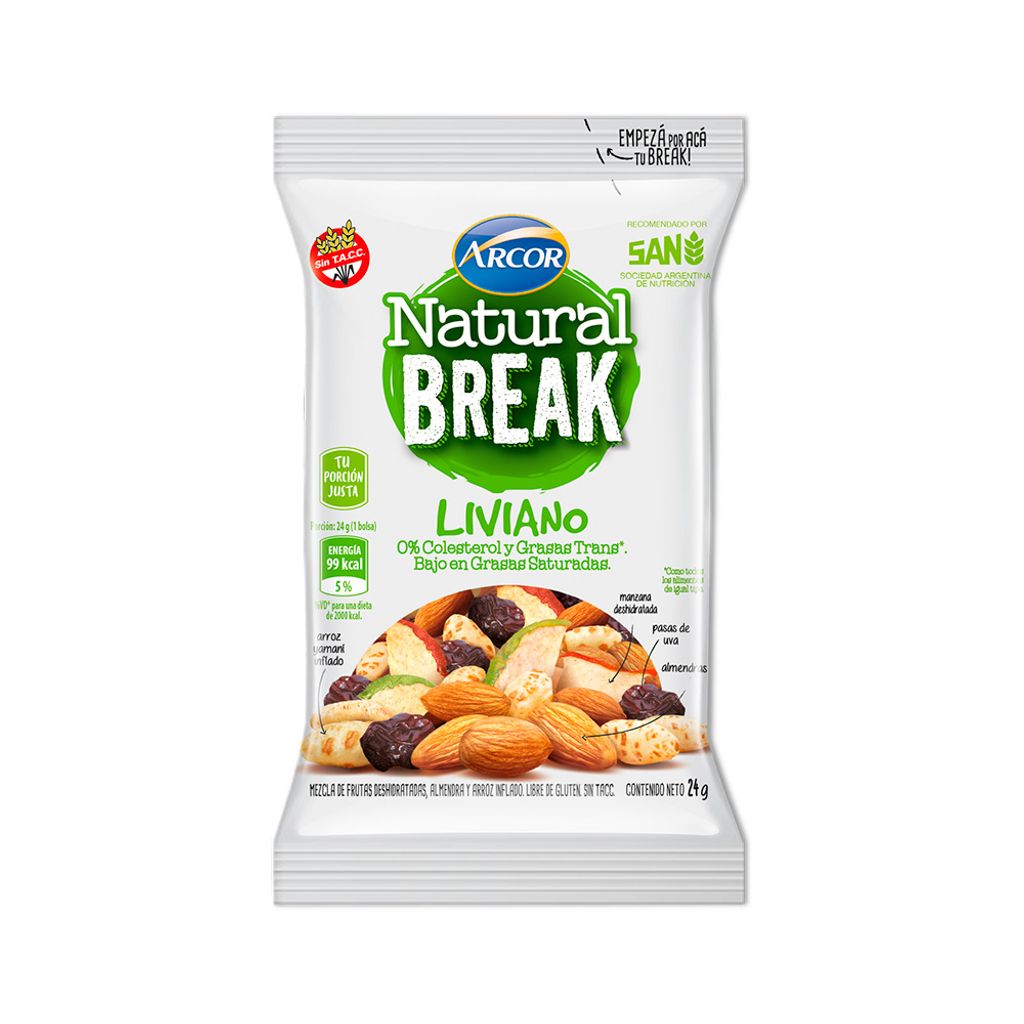 EMPEZÁ POR ACÁ
TU BREAK!
Sin T.A.C.C.
ARCOR
RECOMENDADO POR
SAN
SOCIEDAD ARGENTINA
DE NUTRICIÓN
Natural
BREAK
TU
PORCIÓN
JUSTA
Porción: 24 g (1 bolsa)
ENERGÍA
99 kcal
5 %
%VD* para una dieta
de 2000 kcal.
LIVIANO
0% Colesterol y Grasas Trans*.
Bajo en Grasas Saturadas.
*Como todos
los alimentos
de igual tipo.
manzana
deshidratada
pasas de
uva
almendras
arroz
yamaní
inflado
MEZCLA DE FRUTAS DESHIDRATADAS, ALMENDRA Y ARROZ INFLADO. LIBRE DE GLUTEN. SIN TACC. CONTENIDO NETO 24 g